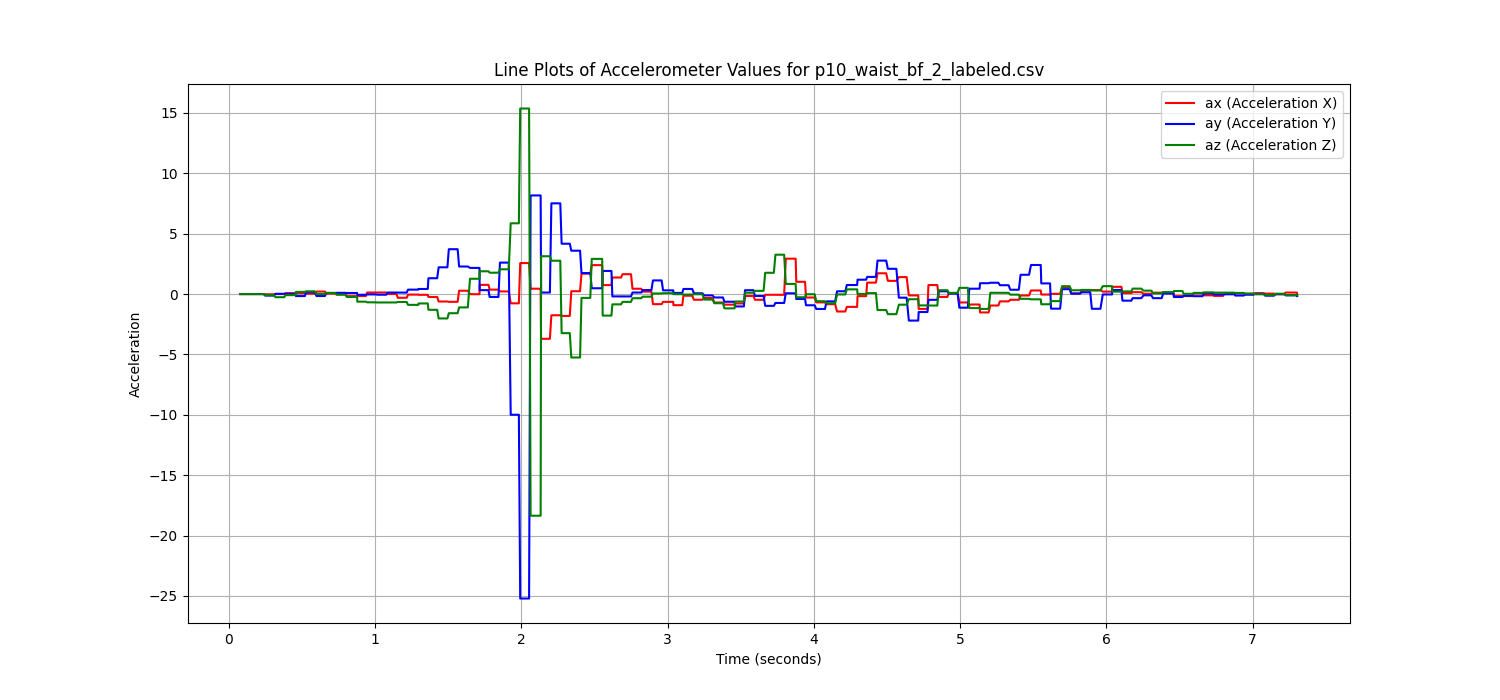 Line Plots of Accelerometer Values for p10_waist_bf_2_labeled.csv
ax (Acceleration X)
ay (Acceleration Y)
az (Acceleration Z)
Acceleration
15
10
5
0
−5
−10
−15
−20
−25
0 1 2 3 4 5 6 7
Time (seconds)